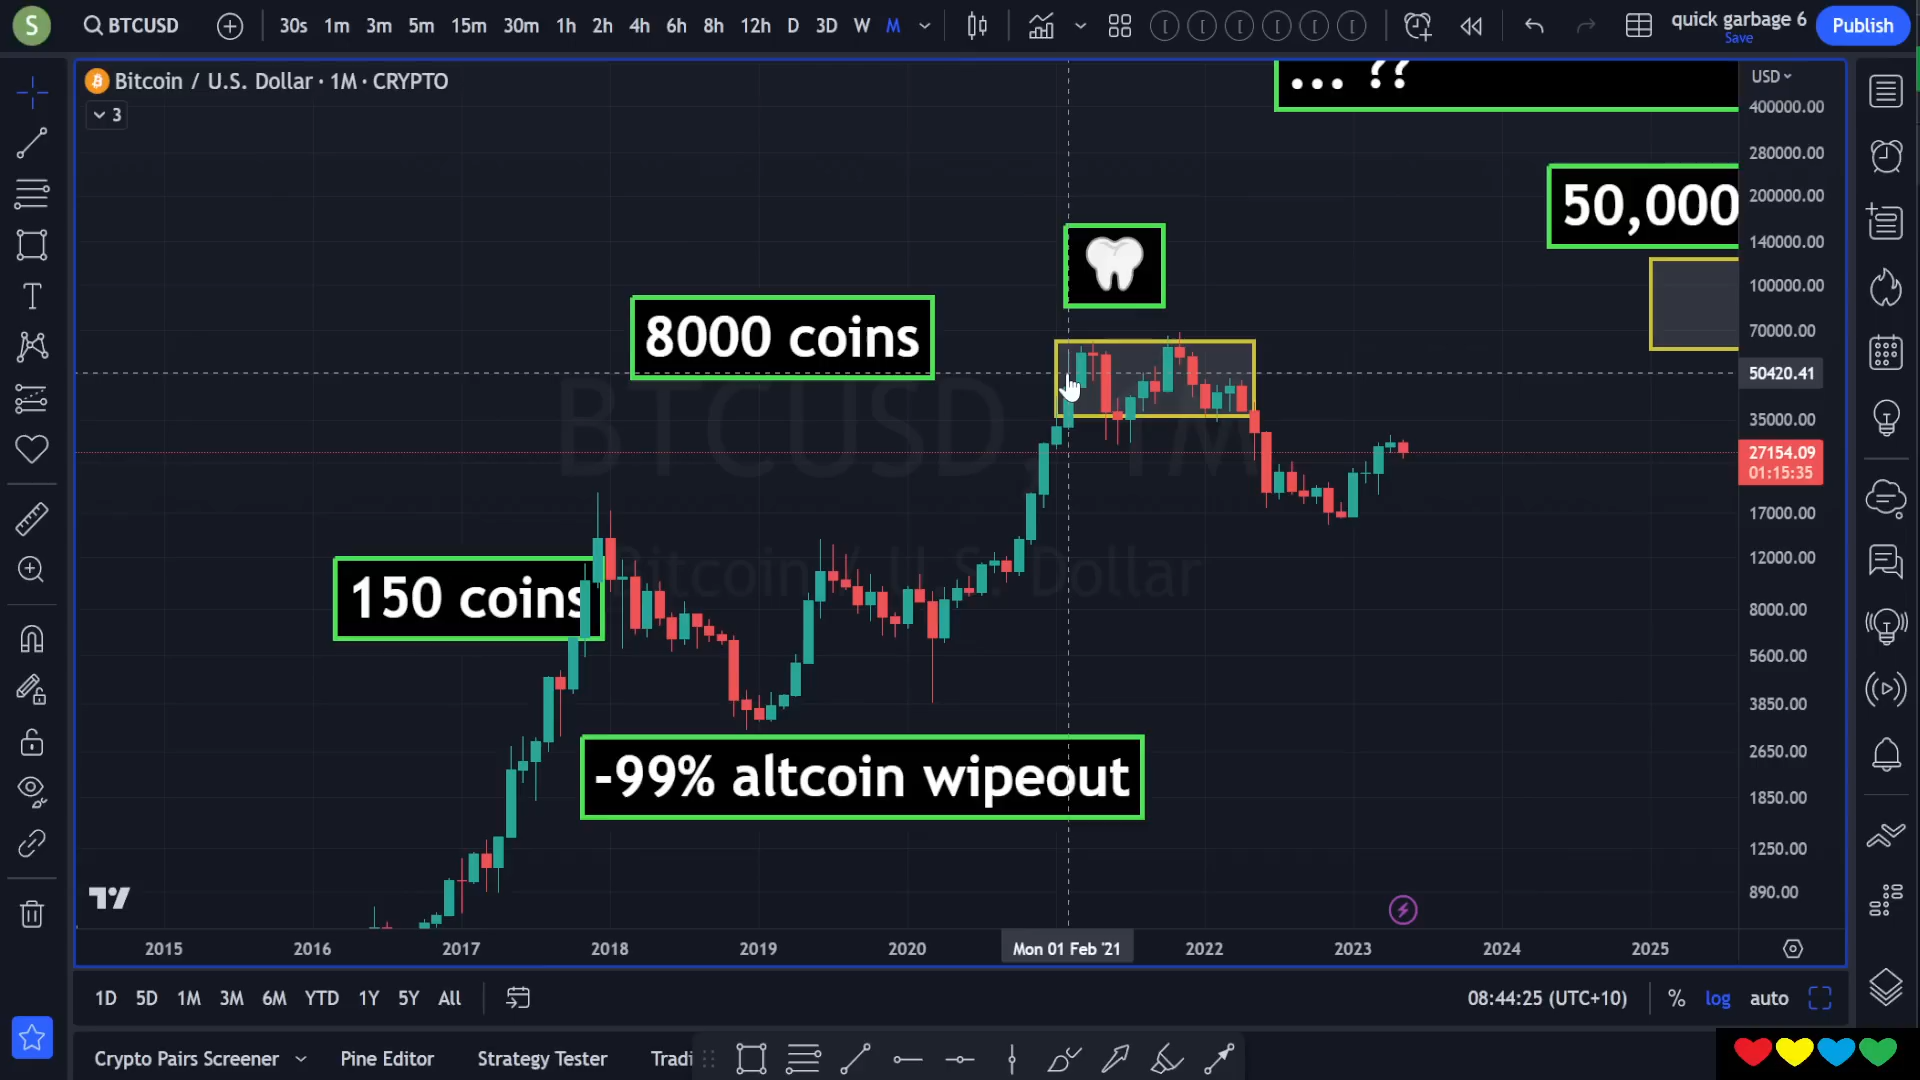 S
BTCUSD
30s 1m 3m 5m 15m 30m 1h 2h 4h 6h 8h 12h D 3D W M
quick garbage 6
Save
Publish
Bitcoin / U.S. Dollar · 1M · CRYPTO
3
... ??
USD
400000.00
280000.00
50,000
200000.00
140000.00
100000.00
8000 coins
70000.00
50420.41
BTCUSD, 1M
35000.00
27154.09
01:15:35
17000.00
12000.00
Bitcoin / U.S. Dollar
150 coins
8000.00
5600.00
3850.00
-99% altcoin wipeout
2650.00
1850.00
1250.00
890.00
2015 2016 2017 2018 2019 2020 Mon 01 Feb '21 2022 2023 2024 2025
1D 5D 1M 3M 6M YTD 1Y 5Y All
08:44:25 (UTC+10) % log auto
Crypto Pairs Screener Pine Editor Strategy Tester Tradi